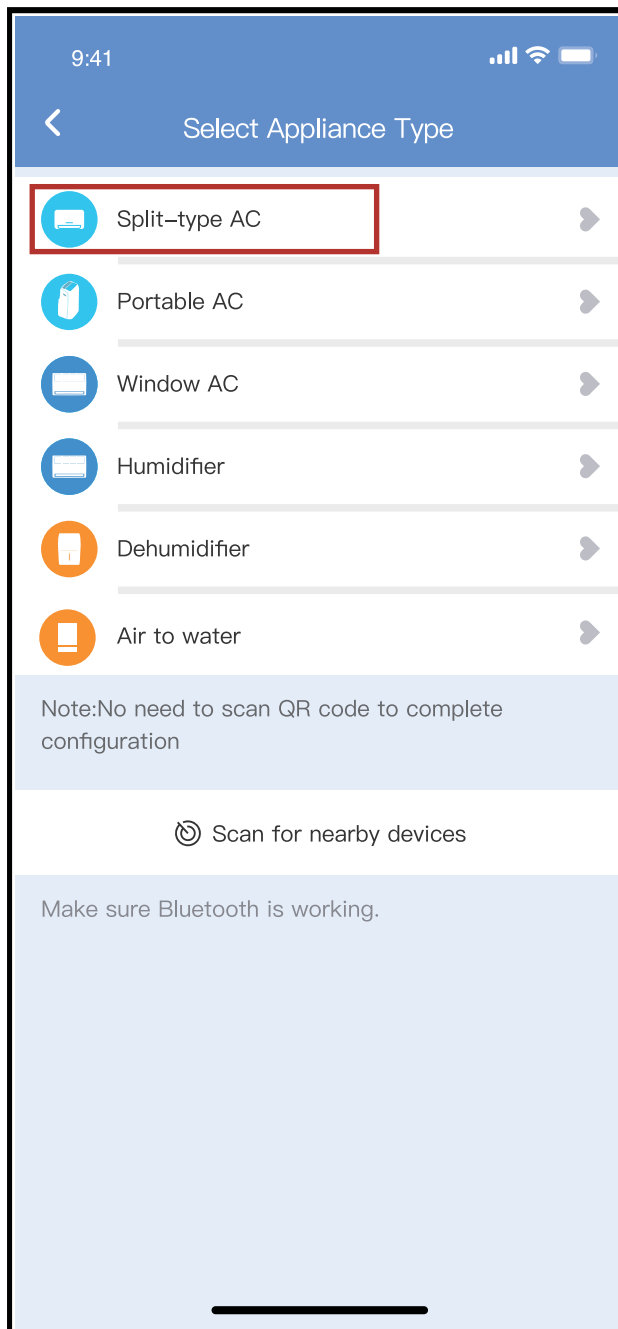 9:41
Select Appliance Type
Split-type AC
Portable AC
Window AC
Humidifier
Dehumidifier
Air to water
Note:No need to scan QR code to complete
configuration
Scan for nearby devices
Make sure Bluetooth is working.